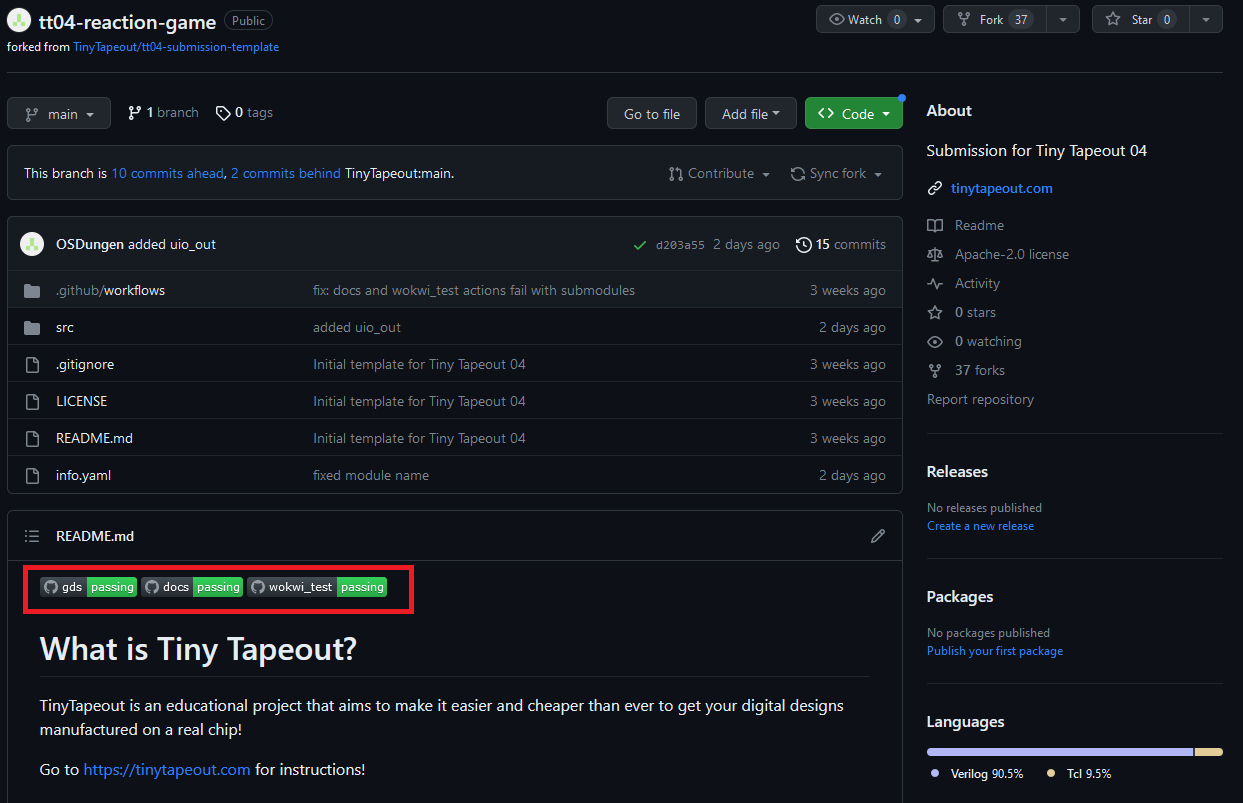 tt04-reaction-game Public Watch 0 Fork 37 Star 0
forked from TinyTapeout/tt04-submission-template
main 1 branch 0 tags Go to file Add file Code
This branch is 10 commits ahead, 2 commits behind TinyTapeout:main. Contribute Sync fork
OSDungen added uio_out d203a55 2 days ago 15 commits
.github/workflows fix: docs and wokwi_test actions fail with submodules 3 weeks ago
src added uio_out 2 days ago
.gitignore Initial template for Tiny Tapeout 04 3 weeks ago
LICENSE Initial template for Tiny Tapeout 04 3 weeks ago
README.md Initial template for Tiny Tapeout 04 3 weeks ago
info.yaml fixed module name 2 days ago
README.md
gds passing docs passing wokwi_test passing
What is Tiny Tapeout?
TinyTapeout is an educational project that aims to make it easier and cheaper than ever to get your digital designs
manufactured on a real chip!
Go to https://tinytapeout.com for instructions!
About
Submission for Tiny Tapeout 04
tinytapeout.com
Readme
Apache-2.0 license
Activity
0 stars
0 watching
37 forks
Report repository
Releases
No releases published
Create a new release
Packages
No packages published
Publish your first package
Languages
Verilog 90.5% Tcl 9.5%